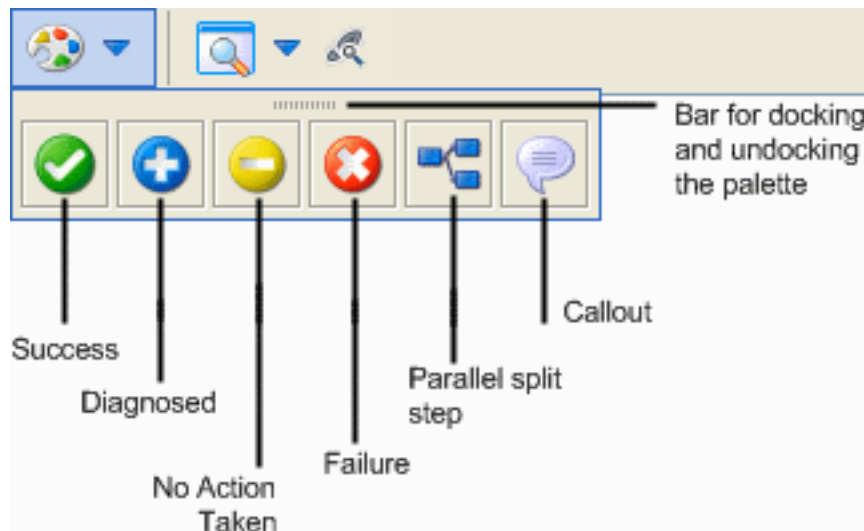 Bar for docking
and undocking
the palette
Callout
Success
Parallel split
step
Diagnosed
Failure
No Action
Taken